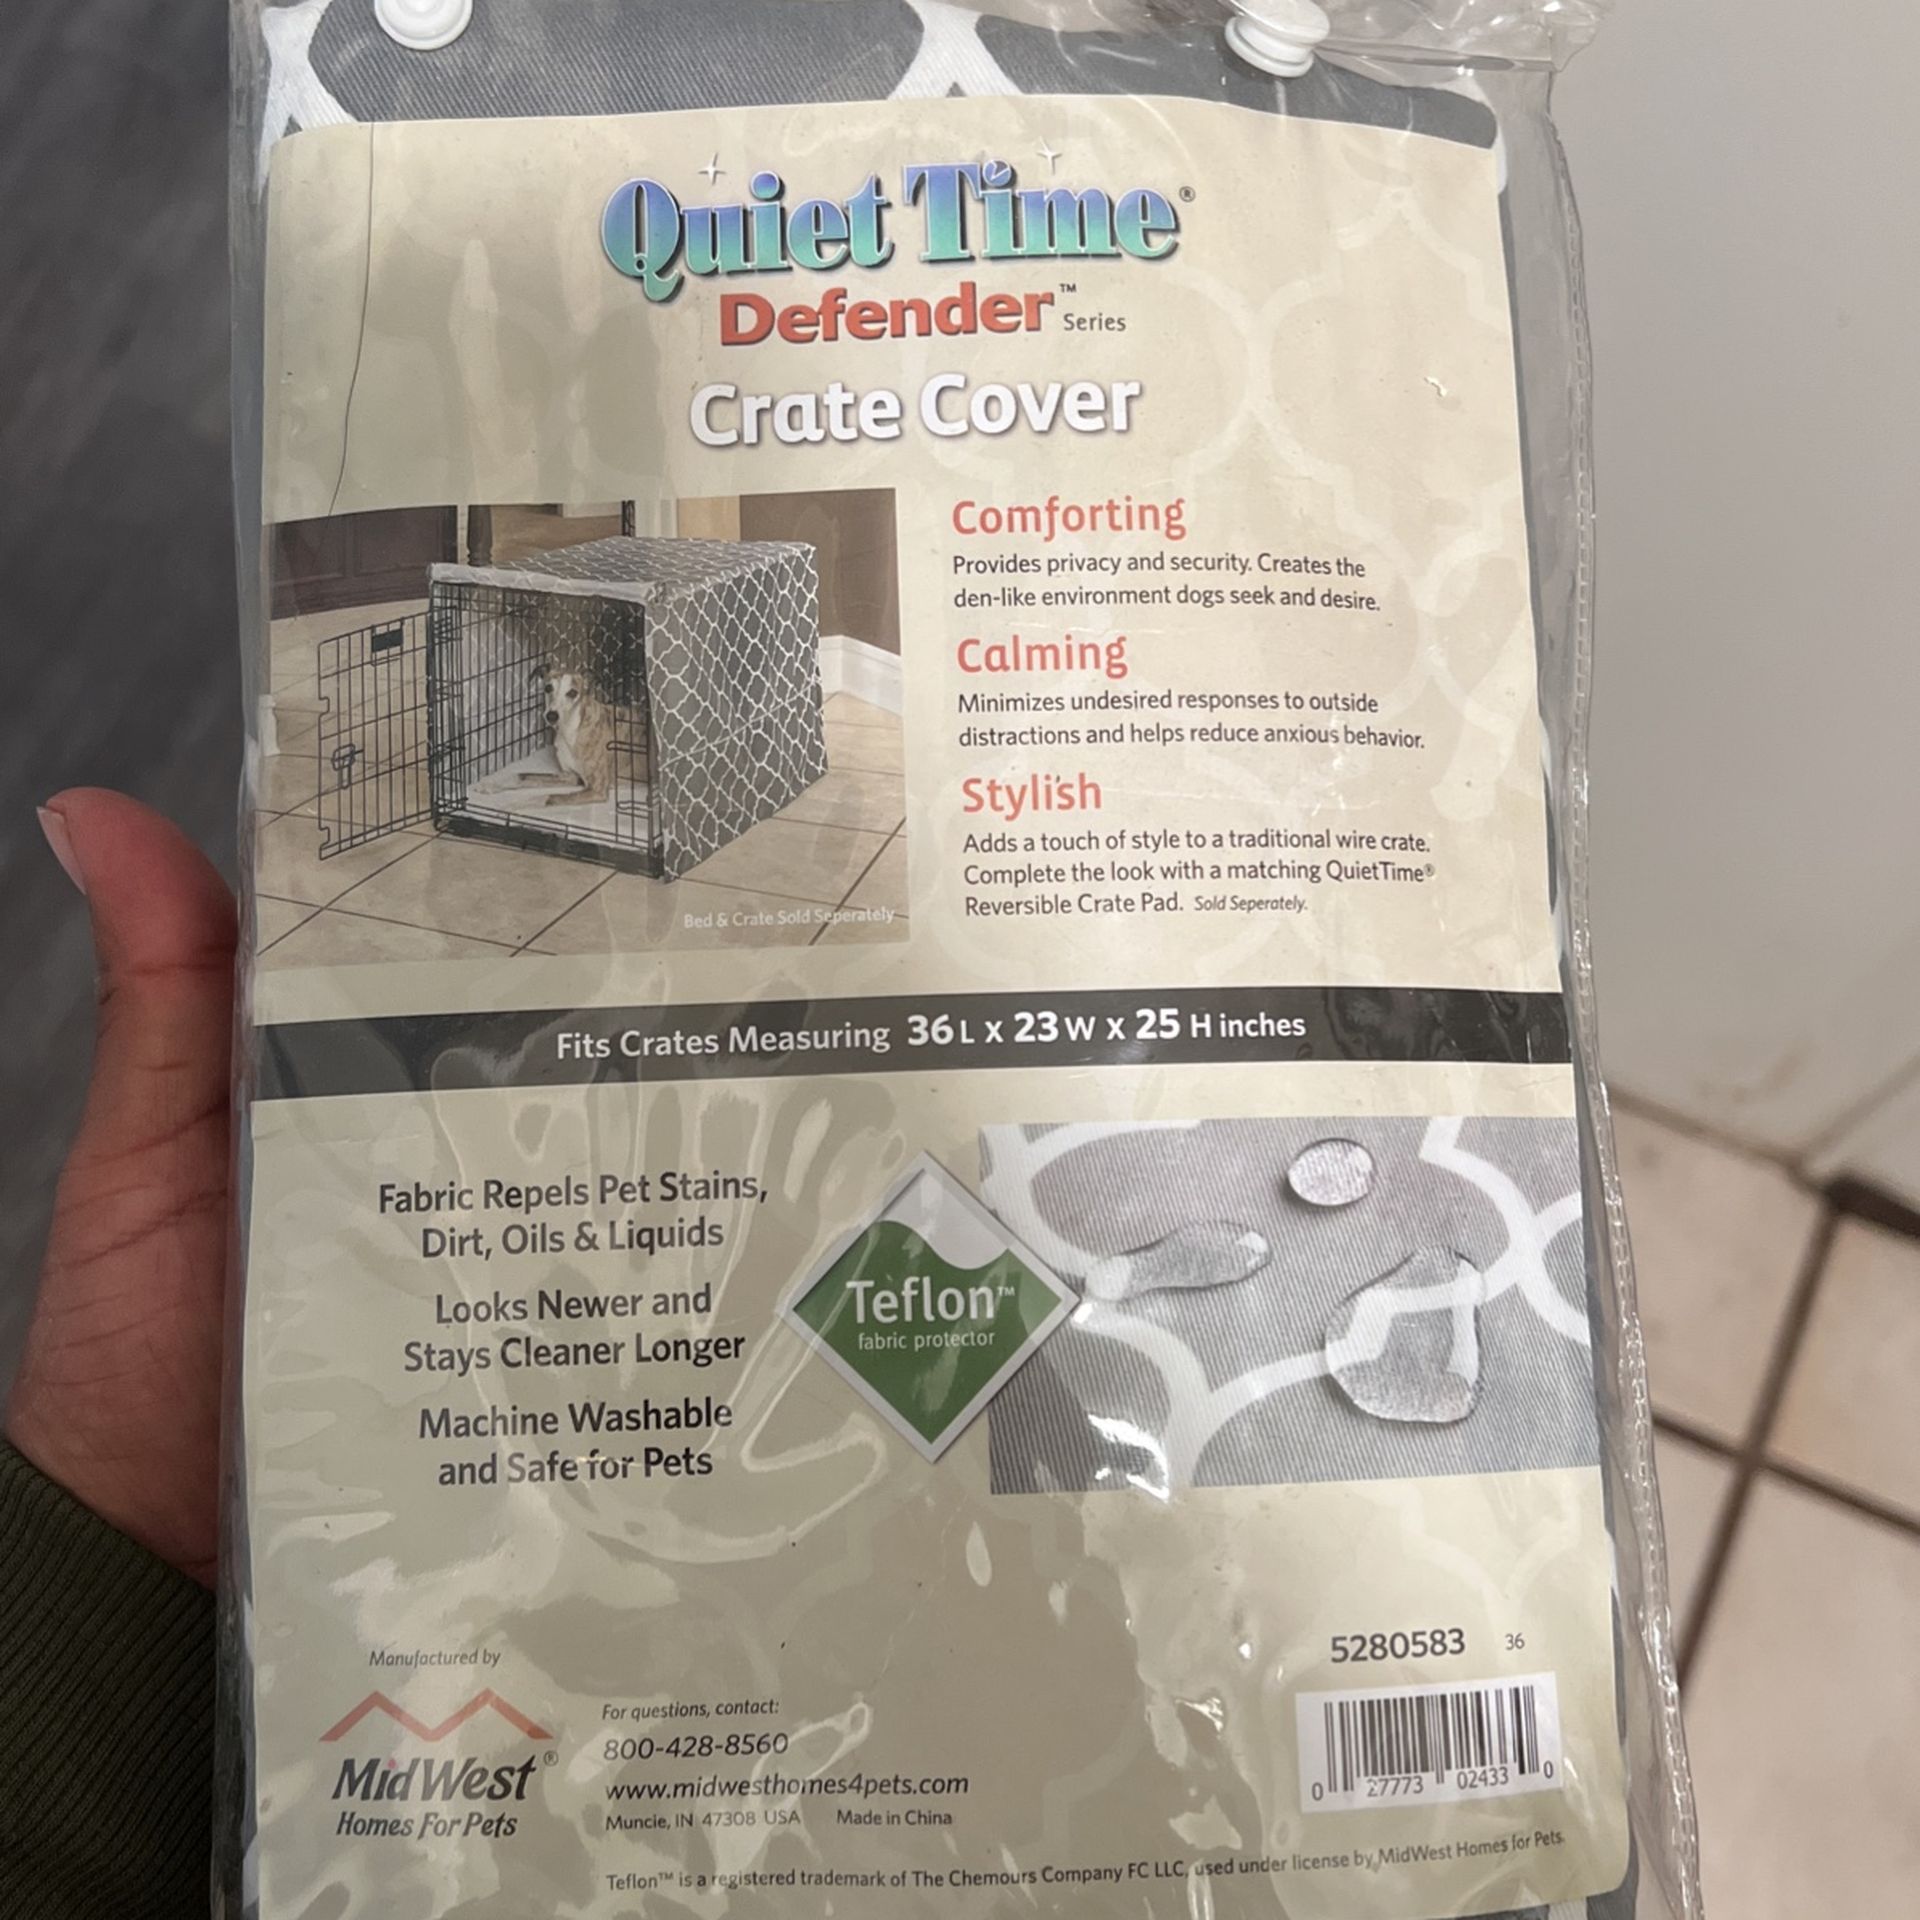 Quiet Time®
Defender™ Series
Crate Cover
Comforting
Provides privacy and security. Creates the
den-like environment dogs seek and desire.
Calming
Minimizes undesired responses to outside
distractions and helps reduce anxious behavior.
Stylish
Adds a touch of style to a traditional wire crate.
Complete the look with a matching QuietTime®
Reversible Crate Pad. Sold Seperately.
Bed & Crate Sold Seperately
Fits Crates Measuring 36 L x 23 W x 25 H inches
Fabric Repels Pet Stains,
Dirt, Oils & Liquids
Looks Newer and
Stays Cleaner Longer
Machine Washable
and Safe for Pets
Teflon™
fabric protector
5280583 36
0 27773 02433 0
Manufactured by
MidWest®
Homes For Pets
For questions, contact:
800-428-8560
www.midwesthomes4pets.com
Muncie, IN 47308 USA Made in China
Teflon™ is a registered trademark of The Chemours Company FC LLC, used under license by MidWest Homes for Pets.